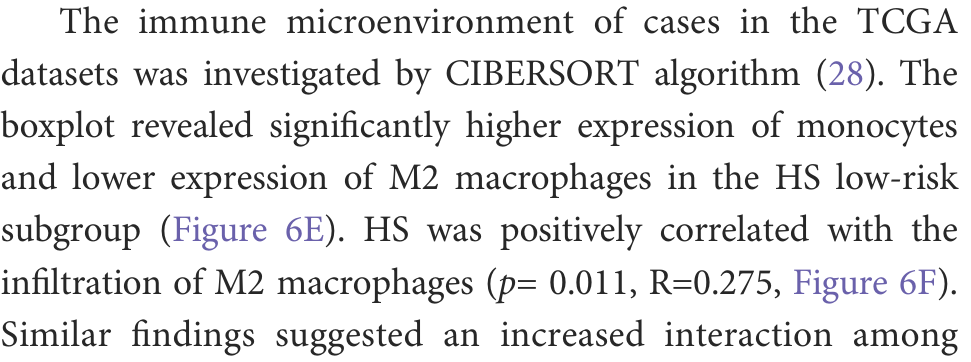 The immune microenvironment of cases in the TCGA
datasets was investigated by CIBERSORT algorithm (28). The
boxplot revealed significantly higher expression of monocytes
and lower expression of M2 macrophages in the HS low-risk
subgroup (Figure 6E). HS was positively correlated with the
infiltration of M2 macrophages (p= 0.011, R=0.275, Figure 6F).
Similar findings suggested an increased interaction among